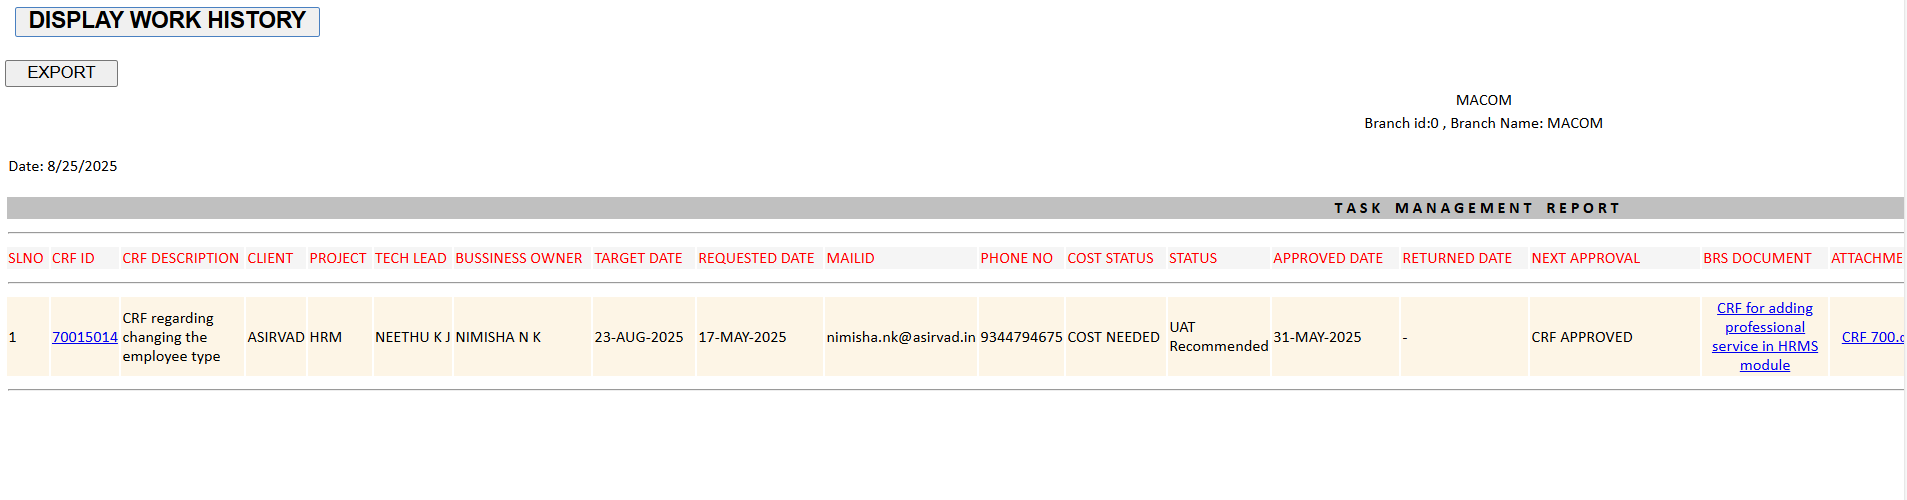 DISPLAY WORK HISTORY
EXPORT
MACOM
Branch id:0 , Branch Name: MACOM
Date: 8/25/2025
TASK MANAGEMENT REPORT
SLNO CRF ID CRF DESCRIPTION CLIENT PROJECT TECH LEAD BUSSINESS OWNER TARGET DATE REQUESTED DATE MAILID PHONE NO COST STATUS STATUS APPROVED DATE RETURNED DATE NEXT APPROVAL BRS DOCUMENT ATTACHME
1 70015014 CRF regarding changing the employee type ASIRVAD HRM NEETHU K J NIMISHA N K 23-AUG-2025 17-MAY-2025 nimisha.nk@asirvad.in 9344794675 COST NEEDED UAT Recommended 31-MAY-2025 - CRF APPROVED CRF for adding professional service in HRMS module CRF 700.